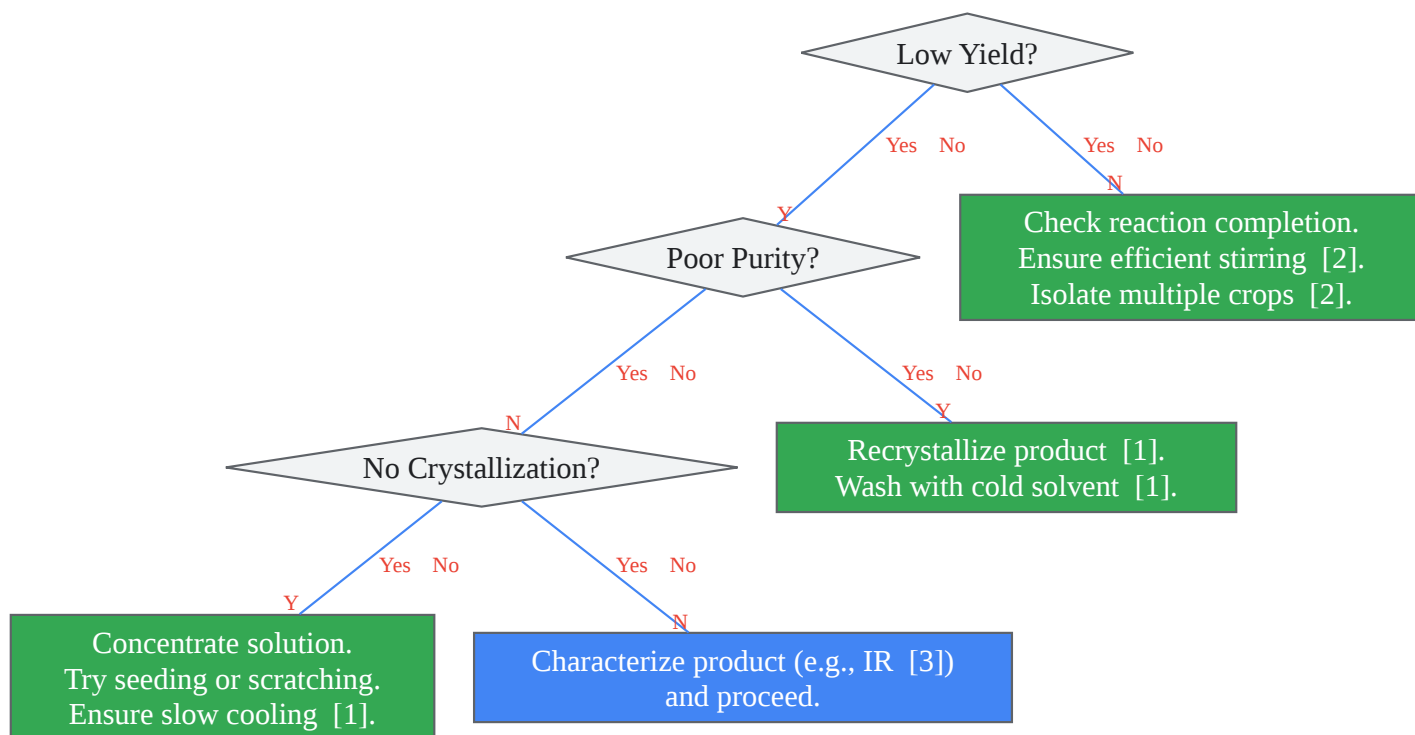 Low Yield?
Yes No
Yes No
N
Y
Check reaction completion.
Ensure efficient stirring [2].
Isolate multiple crops [2].
Poor Purity?
Yes No
Yes No
N
Y
Recrystallize product [1].
Wash with cold solvent [1].
No Crystallization?
Yes No
Yes No
Y
N
Concentrate solution.
Try seeding or scratching.
Ensure slow cooling [1].
Characterize product (e.g., IR [3])
and proceed.